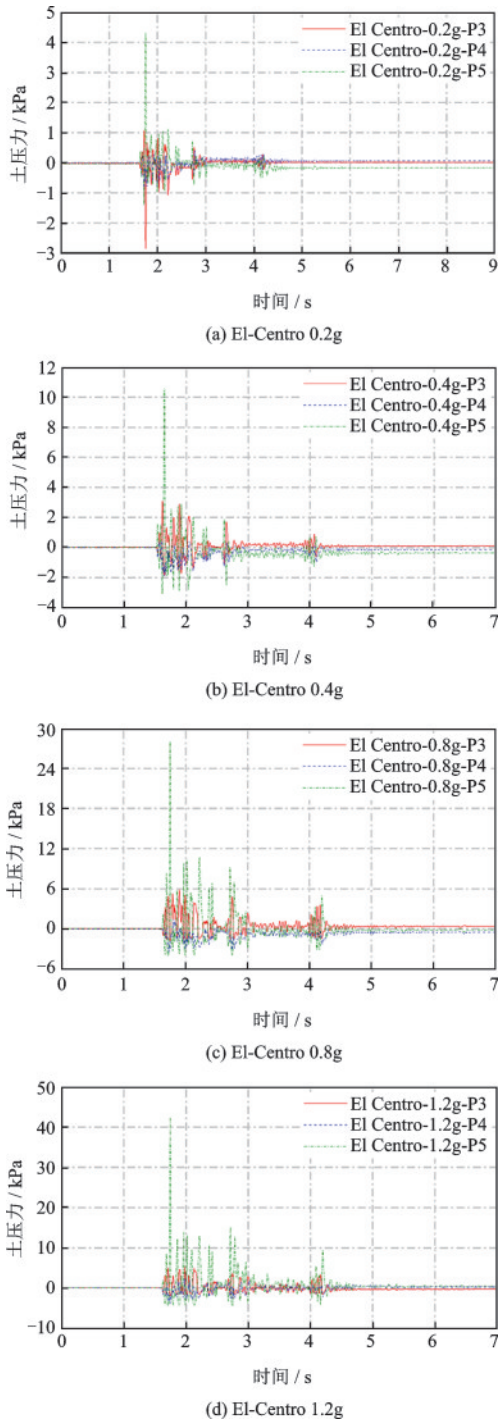 5
El Centro-0.2g-P3
4
El Centro-0.2g-P4
3
El Centro-0.2g-P5
2
1
0
−1
−2
−3
土压力 / kPa
0 1 2 3 4 5 6 7 8 9
时间 / s
(a) El-Centro 0.2g
12
El Centro-0.4g-P3
10
El Centro-0.4g-P4
8
El Centro-0.4g-P5
6
4
2
0
−2
−4
土压力 / kPa
0 1 2 3 4 5 6 7
时间 / s
(b) El-Centro 0.4g
30
El Centro-0.8g-P3
24
El Centro-0.8g-P4
El Centro-0.8g-P5
18
12
6
0
−6
土压力 / kPa
0 1 2 3 4 5 6 7
时间 / s
(c) El-Centro 0.8g
50
El Centro-1.2g-P3
40
El Centro-1.2g-P4
El Centro-1.2g-P5
30
20
10
0
−10
土压力 / kPa
0 1 2 3 4 5 6 7
时间 / s
(d) El-Centro 1.2g